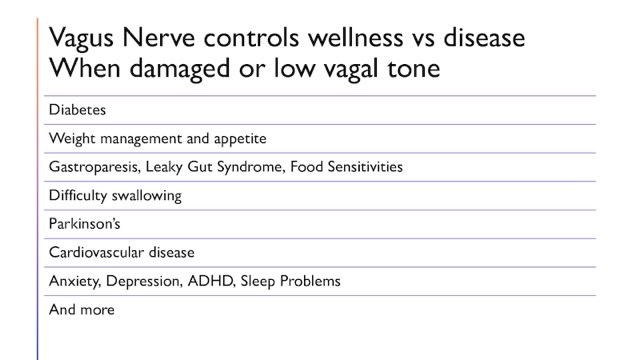 Vagus Nerve controls wellness vs disease
When damaged or low vagal tone
Diabetes
Weight management and appetite
Gastroparesis, Leaky Gut Syndrome, Food Sensitivities
Difficulty swallowing
Parkinson's
Cardiovascular disease
Anxiety, Depression, ADHD, Sleep Problems
And more